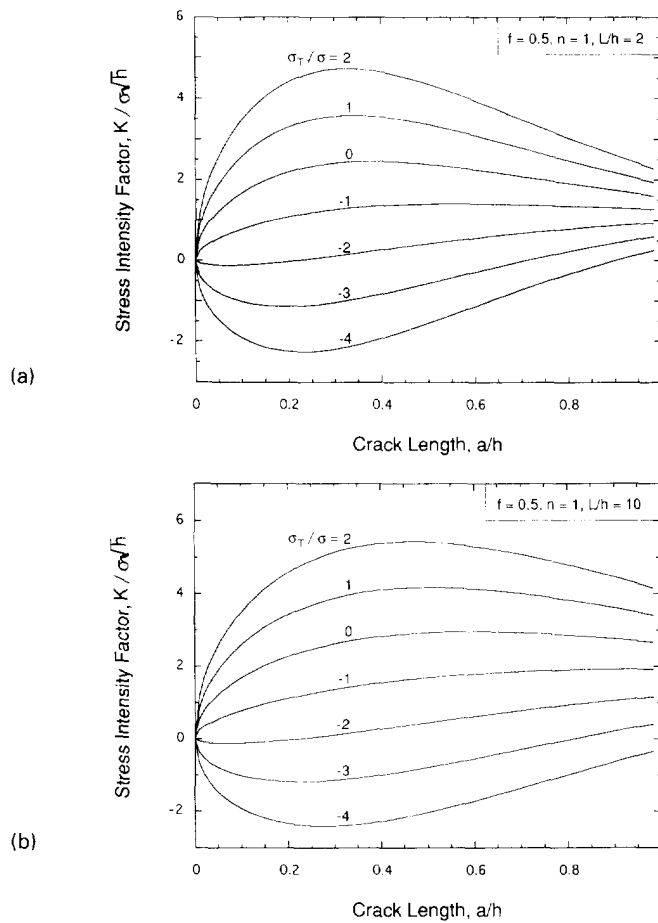 6
4
2
0
-2
Stress Intensity Factor, K / σ√h
f = 0.5, n = 1, L/h = 2
σT / σ = 2
1
0
-1
-2
-3
-4
0 0.2 0.4 0.6 0.8
Crack Length, a/h
(a)
6
4
2
0
-2
Stress Intensity Factor, K / σ√h
f = 0.5, n = 1, L/h = 10
σT / σ = 2
1
0
-1
-2
-3
-4
0 0.2 0.4 0.6 0.8
Crack Length, a/h
(b)